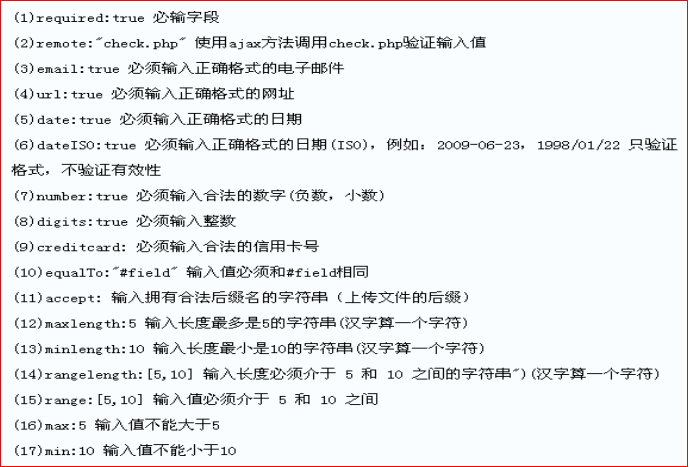 (1)required:true 必输字段
(2)remote:"check.php" 使用ajax方法调用check.php验证输入值
(3)email:true 必须输入正确格式的电子邮件
(4)url:true 必须输入正确格式的网址
(5)date:true 必须输入正确格式的日期
(6)dateISO:true 必须输入正确格式的日期(ISO)，例如：2009-06-23，1998/01/22 只验证
格式，不验证有效性
(7)number:true 必须输入合法的数字(负数，小数)
(8)digits:true 必须输入整数
(9)creditcard: 必须输入合法的信用卡号
(10)equalTo:"#field" 输入值必须和#field相同
(11)accept: 输入拥有合法后缀名的字符串（上传文件的后缀）
(12)maxlength:5 输入长度最多是5的字符串(汉字算一个字符)
(13)minlength:10 输入长度最小是10的字符串(汉字算一个字符)
(14)rangelength:[5,10] 输入长度必须介于 5 和 10 之间的字符串")(汉字算一个字符)
(15)range:[5,10] 输入值必须介于 5 和 10 之间
(16)max:5 输入值不能大于5
(17)min:10 输入值不能小于10